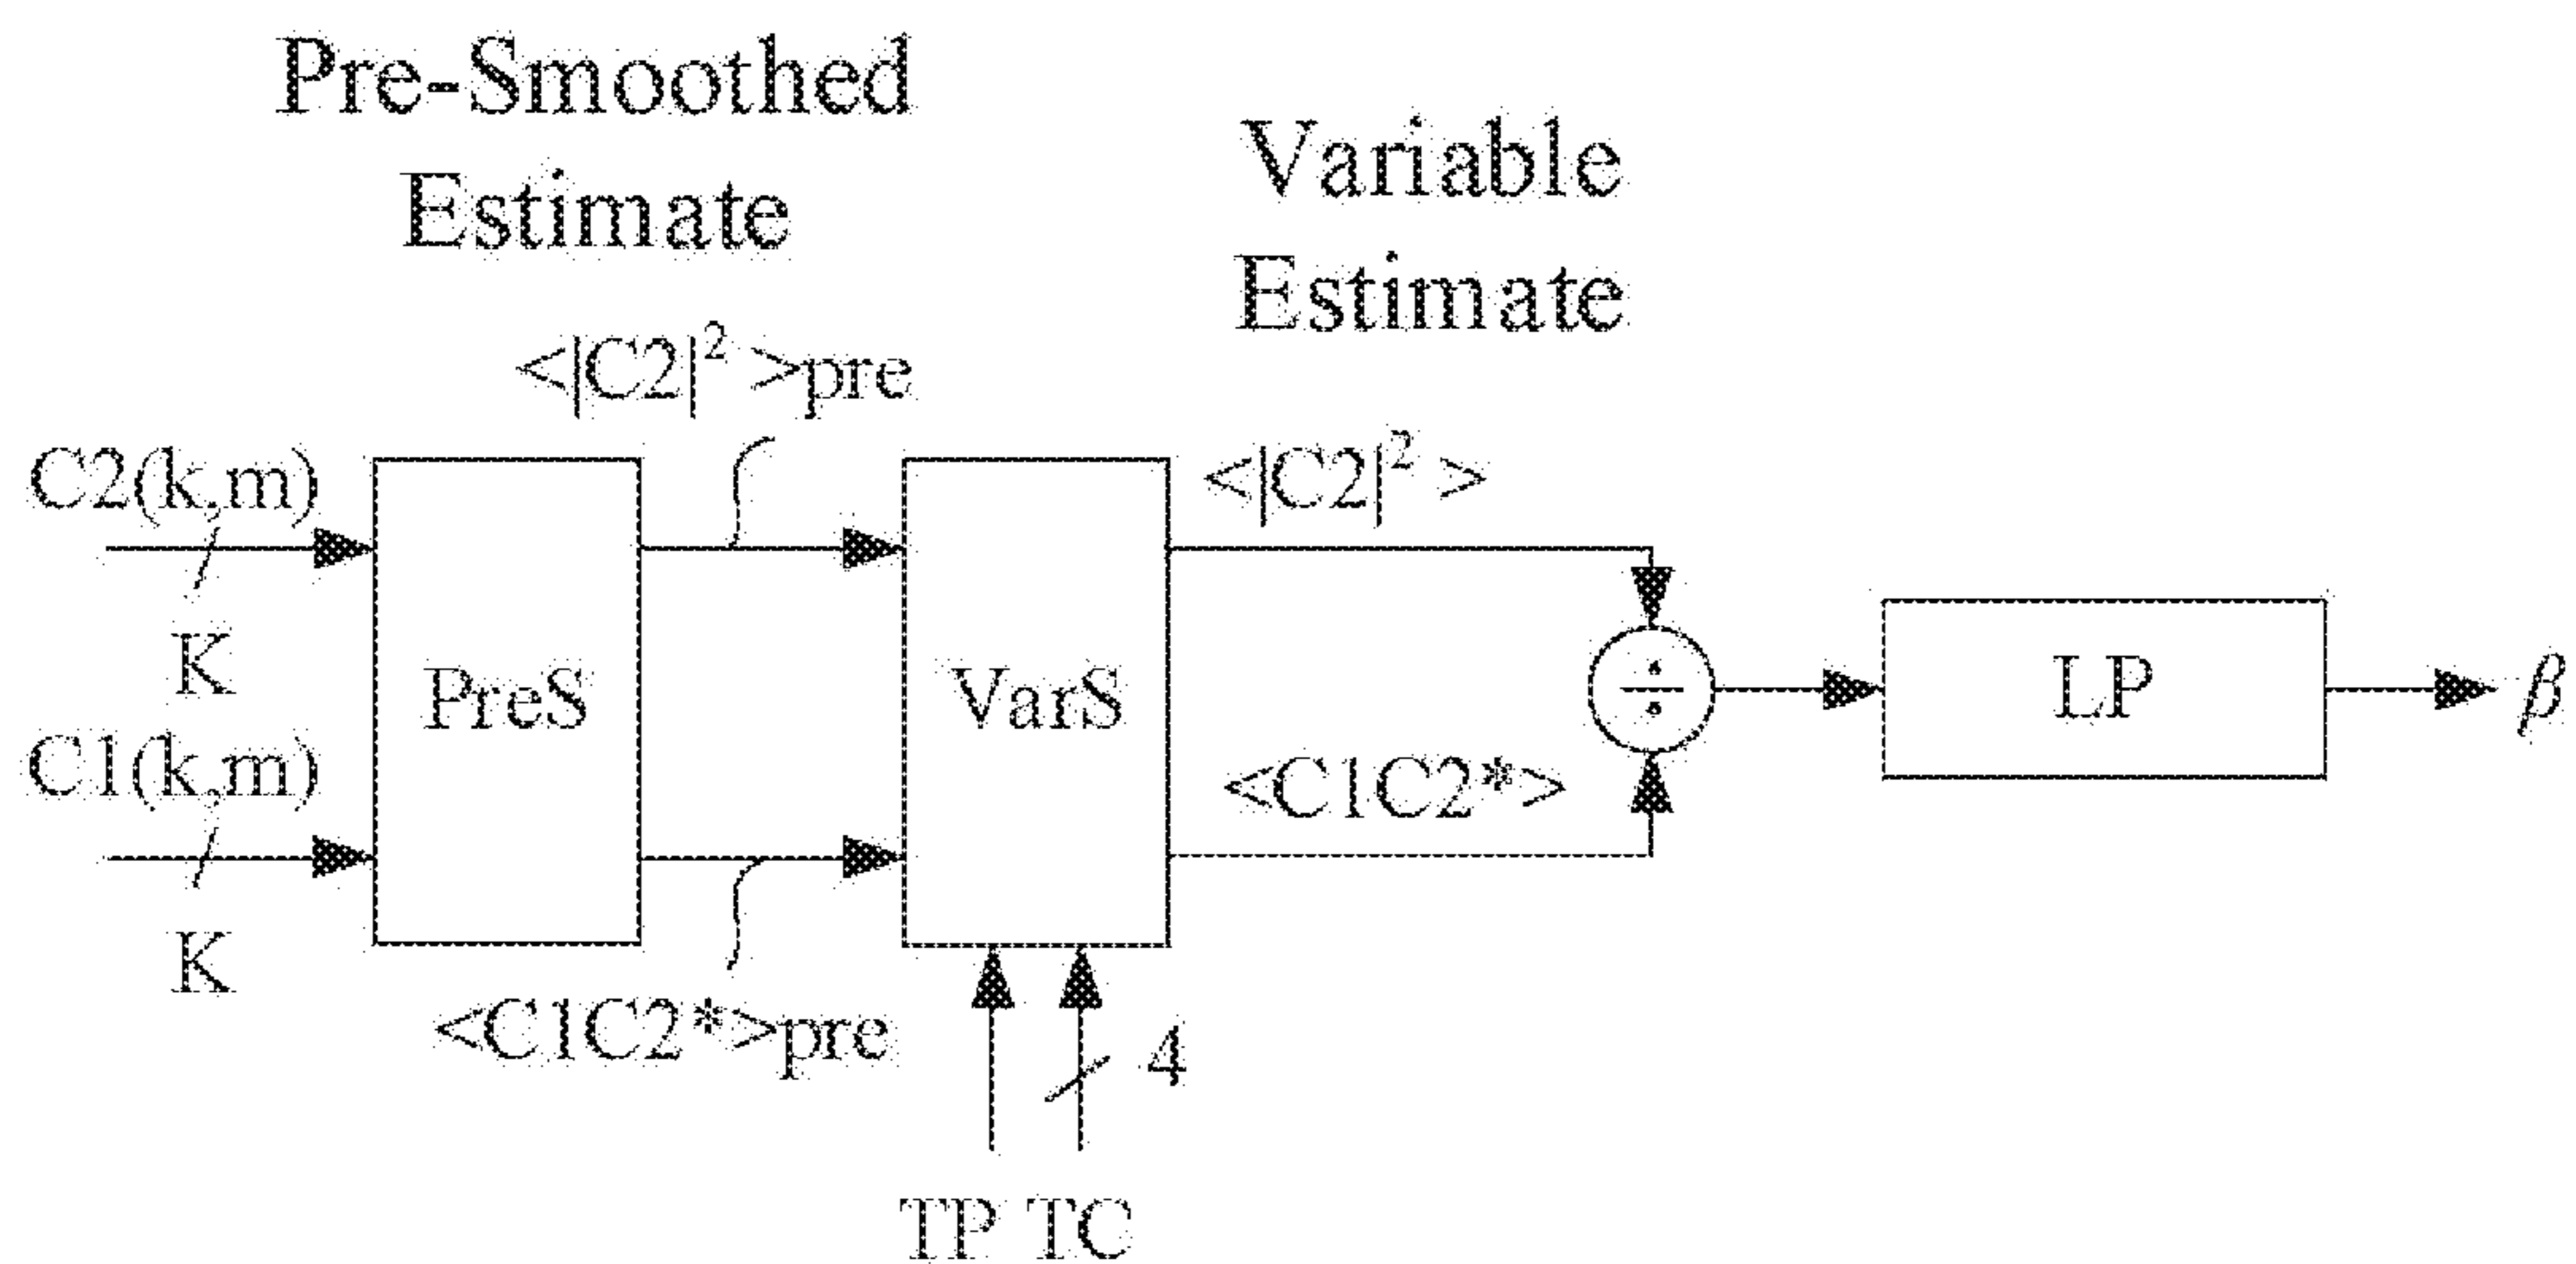 Pre-Smoothed
Estimate
Variable
Estimate
<|C2|² >pre
<|C2|² >
C2(k,m)
K
PreS
VarS
÷
LP
β
C1(k,m)
K
<C1C2*>
<C1C2*>pre
4
TP TC